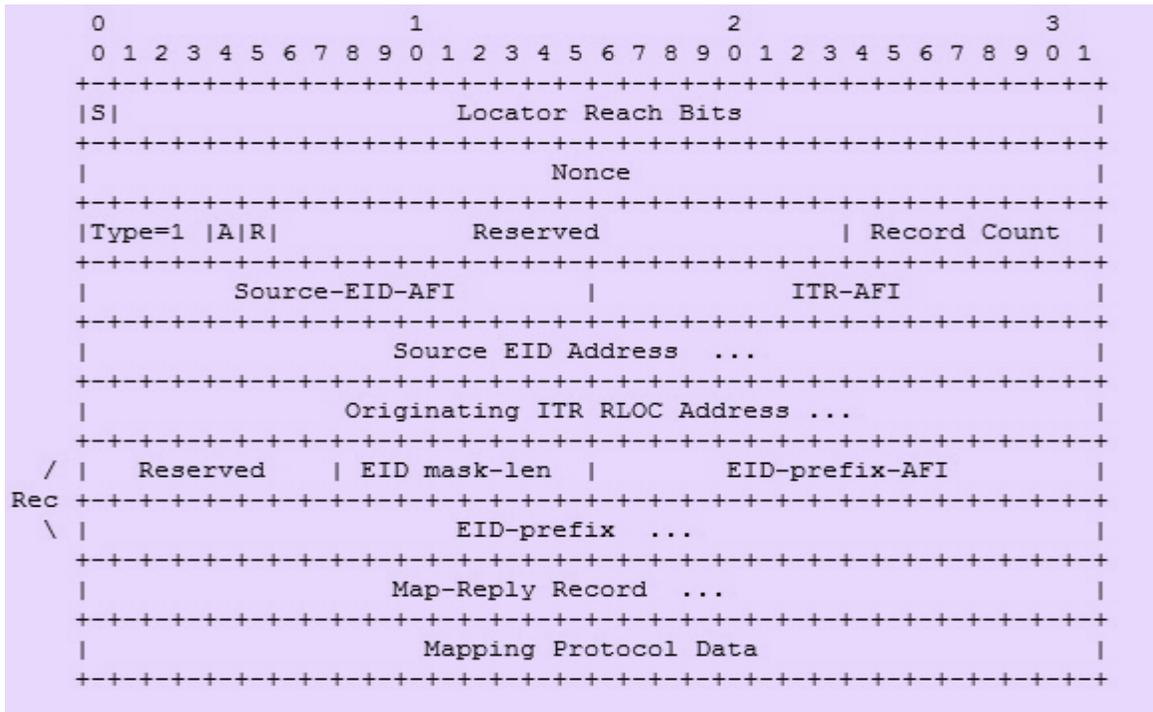 0                   1                   2                   3
0 1 2 3 4 5 6 7 8 9 0 1 2 3 4 5 6 7 8 9 0 1 2 3 4 5 6 7 8 9 0 1
+-+-+-+-+-+-+-+-+-+-+-+-+-+-+-+-+-+-+-+-+-+-+-+-+-+-+-+-+-+-+-+-+
|S|                     Locator Reach Bits                      |
+-+-+-+-+-+-+-+-+-+-+-+-+-+-+-+-+-+-+-+-+-+-+-+-+-+-+-+-+-+-+-+-+
|                             Nonce                             |
+-+-+-+-+-+-+-+-+-+-+-+-+-+-+-+-+-+-+-+-+-+-+-+-+-+-+-+-+-+-+-+-+
|Type=1 |A|R|            Reserved               | Record Count  |
+-+-+-+-+-+-+-+-+-+-+-+-+-+-+-+-+-+-+-+-+-+-+-+-+-+-+-+-+-+-+-+-+
|         Source-EID-AFI        |            ITR-AFI            |
+-+-+-+-+-+-+-+-+-+-+-+-+-+-+-+-+-+-+-+-+-+-+-+-+-+-+-+-+-+-+-+-+
|                   Source EID Address  ...                     |
+-+-+-+-+-+-+-+-+-+-+-+-+-+-+-+-+-+-+-+-+-+-+-+-+-+-+-+-+-+-+-+-+
|                Originating ITR RLOC Address ...               |
+-+-+-+-+-+-+-+-+-+-+-+-+-+-+-+-+-+-+-+-+-+-+-+-+-+-+-+-+-+-+-+-+
/ |   Reserved    | EID mask-len  |        EID-prefix-AFI         |
Rec +-+-+-+-+-+-+-+-+-+-+-+-+-+-+-+-+-+-+-+-+-+-+-+-+-+-+-+-+-+-+-+-+
\ |                       EID-prefix  ...                         |
+-+-+-+-+-+-+-+-+-+-+-+-+-+-+-+-+-+-+-+-+-+-+-+-+-+-+-+-+-+-+-+-+
|                   Map-Reply Record  ...                       |
+-+-+-+-+-+-+-+-+-+-+-+-+-+-+-+-+-+-+-+-+-+-+-+-+-+-+-+-+-+-+-+-+
|                     Mapping Protocol Data                     |
+-+-+-+-+-+-+-+-+-+-+-+-+-+-+-+-+-+-+-+-+-+-+-+-+-+-+-+-+-+-+-+-+